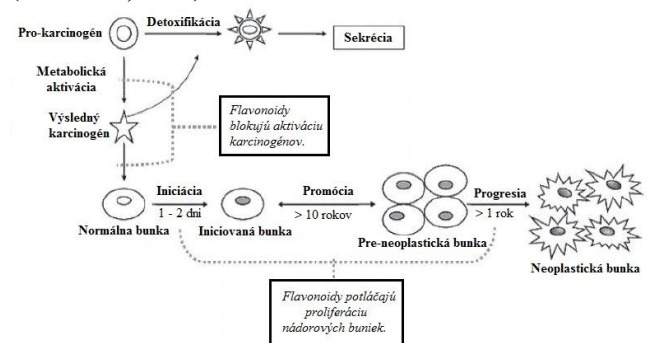 Detoxifikácia
Pro-karcinogén
Sekrécia
Metabolická
aktivácia
Výsledný
karcinogén
Flavonoidy
blokujú aktiváciu
karcinogénov.
Iniciácia
1 - 2 dni
Promócia
> 10 rokov
Progresia
> 1 rok
Normálna bunka
Iniciovaná bunka
Pre-neoplastická bunka
Neoplastická bunka
Flavonoidy potláčajú
proliferáciu
nádorových buniek.